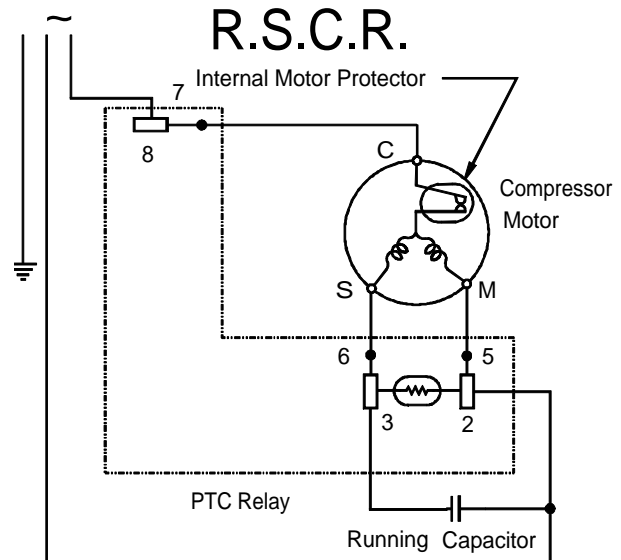 ~
R.S.C.R.
Internal Motor Protector
7
8
C
Compressor
Motor
S
M
6
5
3
2
PTC Relay
Running Capacitor